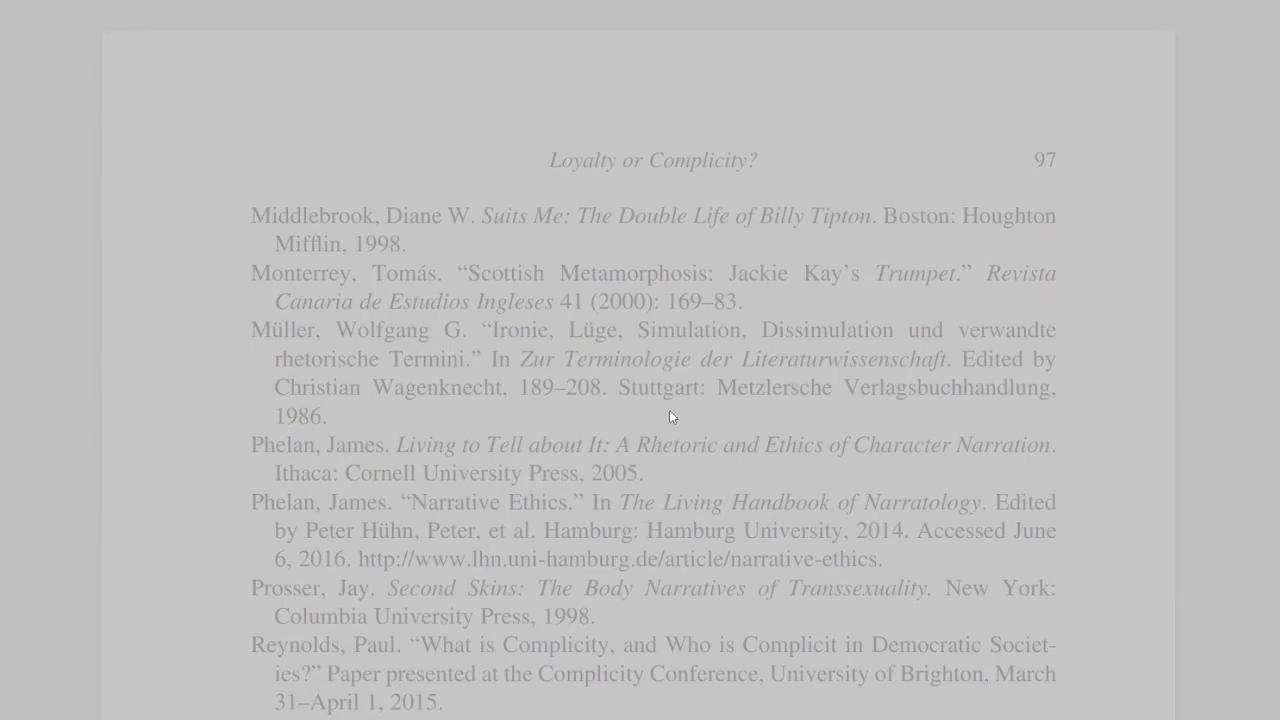 Loyalty or Complicity? 97
Middlebrook, Diane W. Suits Me: The Double Life of Billy Tipton. Boston: Houghton
Mifflin, 1998.
Monterrey, Tomás. “Scottish Metamorphosis: Jackie Kay’s Trumpet.” Revista
Canaria de Estudios Ingleses 41 (2000): 169–83.
Müller, Wolfgang G. “Ironie, Lüge, Simulation, Dissimulation und verwandte
rhetorische Termini.” In Zur Terminologie der Literaturwissenschaft. Edited by
Christian Wagenknecht, 189–208. Stuttgart: Metzlersche Verlagsbuchhandlung,
1986.
Phelan, James. Living to Tell about It: A Rhetoric and Ethics of Character Narration.
Ithaca: Cornell University Press, 2005.
Phelan, James. “Narrative Ethics.” In The Living Handbook of Narratology. Edited
by Peter Hühn, Peter, et al. Hamburg: Hamburg University, 2014. Accessed June
6, 2016. http://www.lhn.uni-hamburg.de/article/narrative-ethics.
Prosser, Jay. Second Skins: The Body Narratives of Transsexuality. New York:
Columbia University Press, 1998.
Reynolds, Paul. “What is Complicity, and Who is Complicit in Democratic Societ-
ies?” Paper presented at the Complicity Conference, University of Brighton, March
31–April 1, 2015.